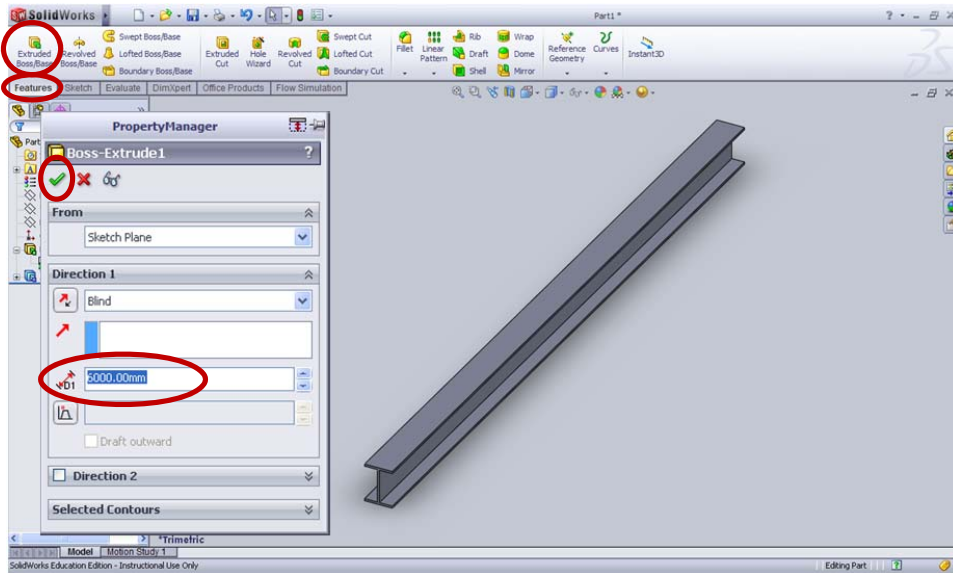 SolidWorks
Part1 *
Extruded Boss/Base
Revolved Boss/Base
Swept Boss/Base
Lofted Boss/Base
Boundary Boss/Base
Extruded Cut
Hole Wizard
Revolved Cut
Swept Cut
Lofted Cut
Boundary Cut
Fillet
Linear Pattern
Rib
Draft
Shell
Wrap
Dome
Mirror
Reference Geometry
Curves
Instant3D
Features Sketch Evaluate DimXpert Office Products Flow Simulation
Part
PropertyManager
Boss-Extrude1 ?
From
Sketch Plane
Direction 1
Blind
D1 6000.00mm
Draft outward
Direction 2
Selected Contours
*Trimetric
Model Motion Study 1
SolidWorks Education Edition - Instructional Use Only
Editing Part